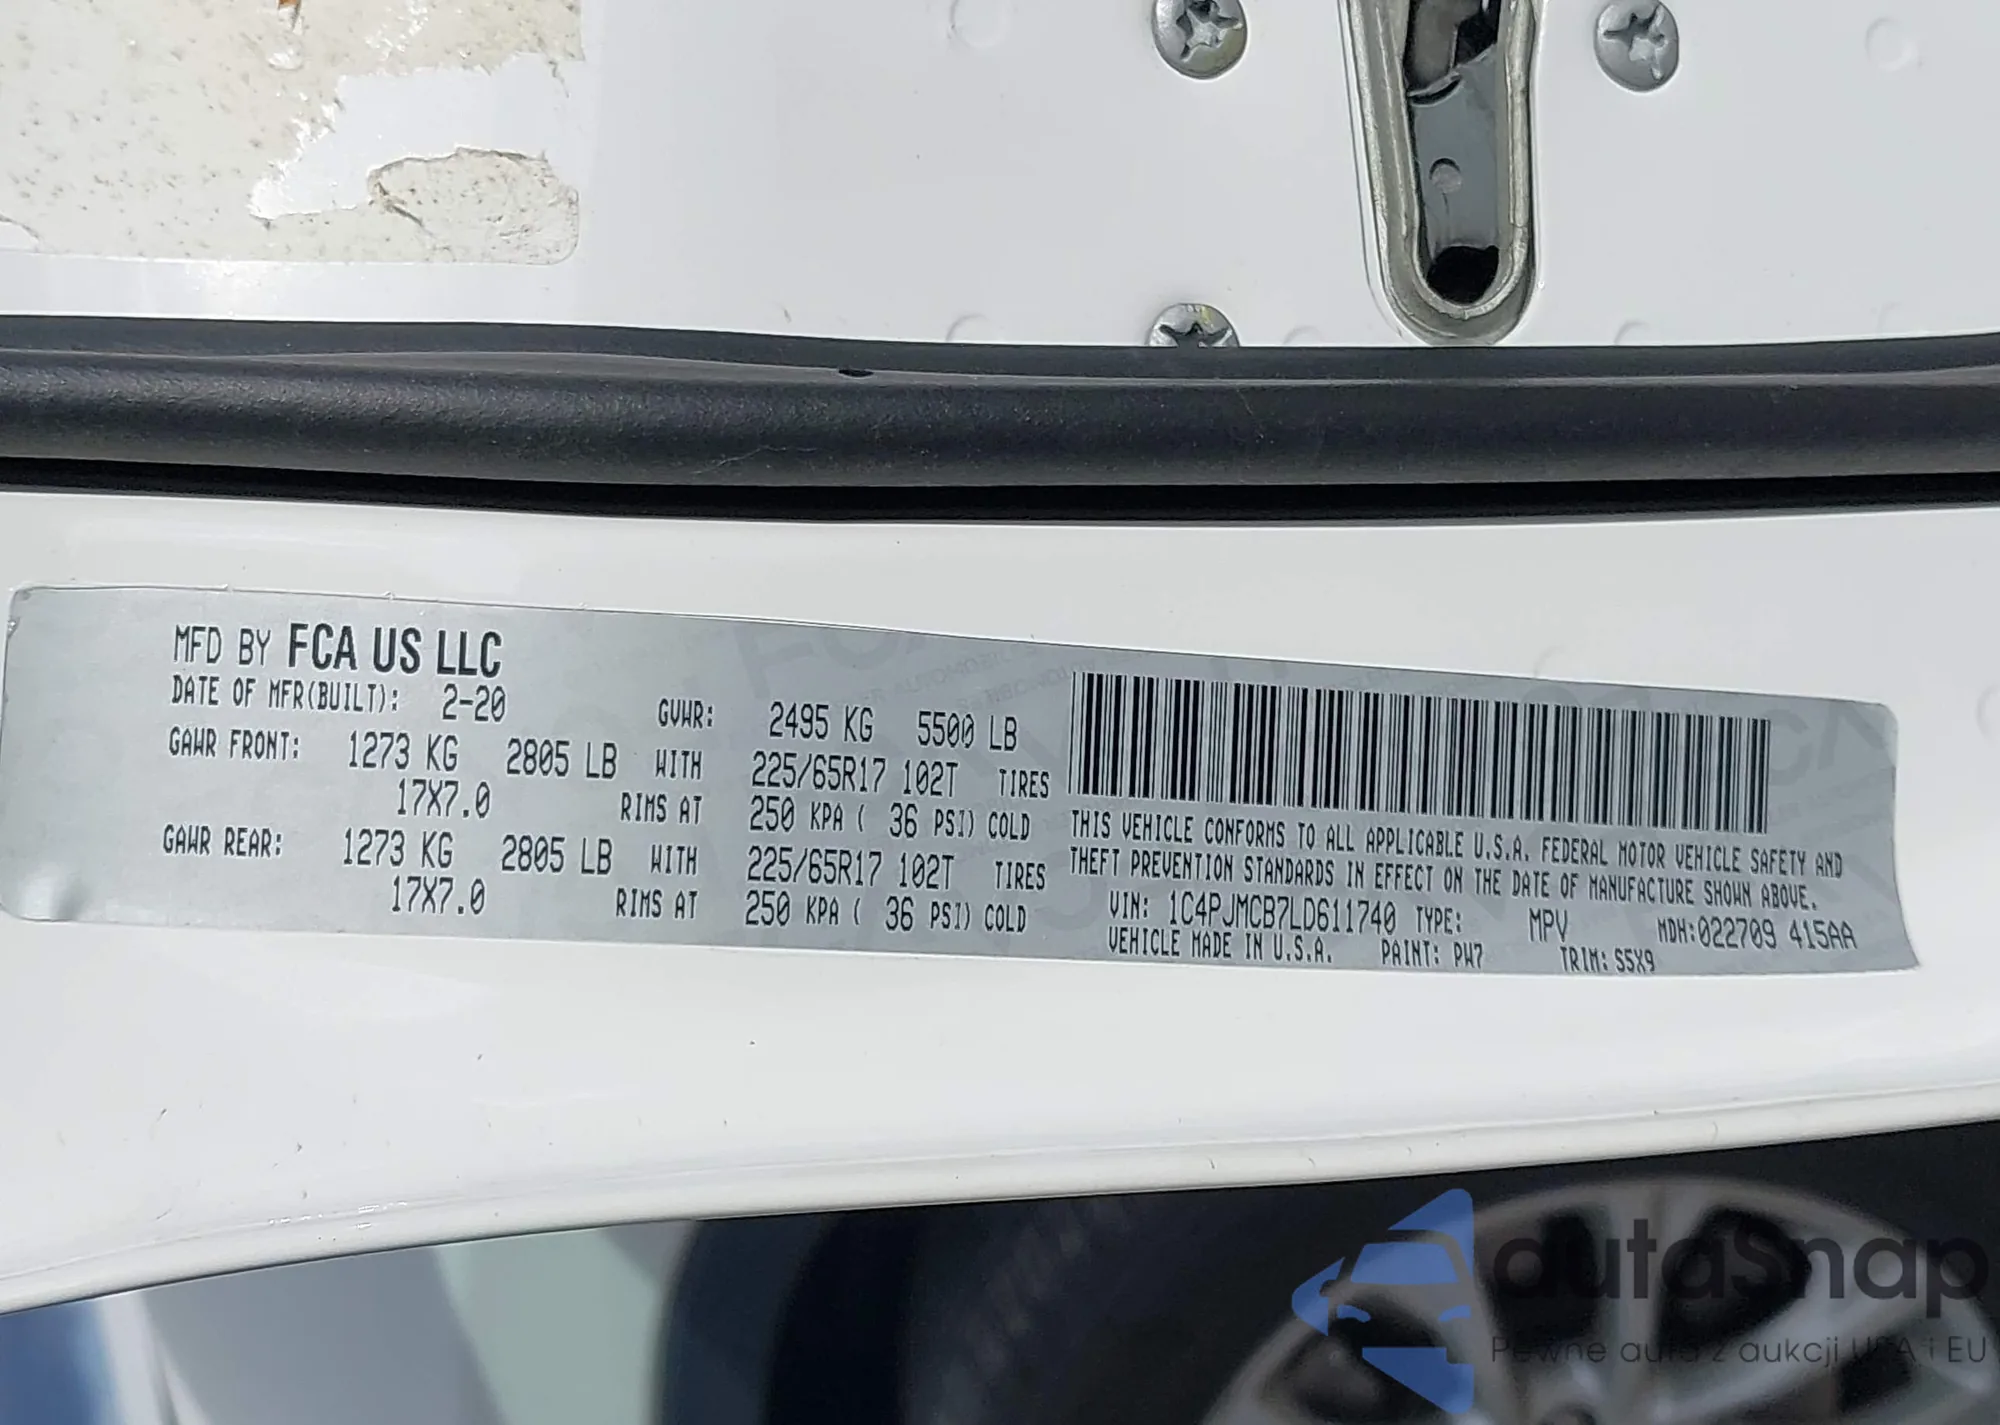 MFD BY FCA US LLC
DATE OF MFR(BUILT): 2-20 GVWR: 2495 KG 5500 LB
GAWR FRONT: 1273 KG 2805 LB WITH 225/65R17 102T TIRES
17X7.0 RIMS AT 250 KPA ( 36 PSI) COLD
GAWR REAR: 1273 KG 2805 LB WITH 225/65R17 102T TIRES
17X7.0 RIMS AT 250 KPA ( 36 PSI) COLD
THIS VEHICLE CONFORMS TO ALL APPLICABLE U.S.A. FEDERAL MOTOR VEHICLE SAFETY AND
THEFT PREVENTION STANDARDS IN EFFECT ON THE DATE OF MANUFACTURE SHOWN ABOVE.
VIN: 1C4PJMCB7LD611740 TYPE: MPV MDH:022709 415AA
VEHICLE MADE IN U.S.A. PAINT: PW7 TRIM: S5X9
autaSnap
Pewne auta z aukcji USA i EU